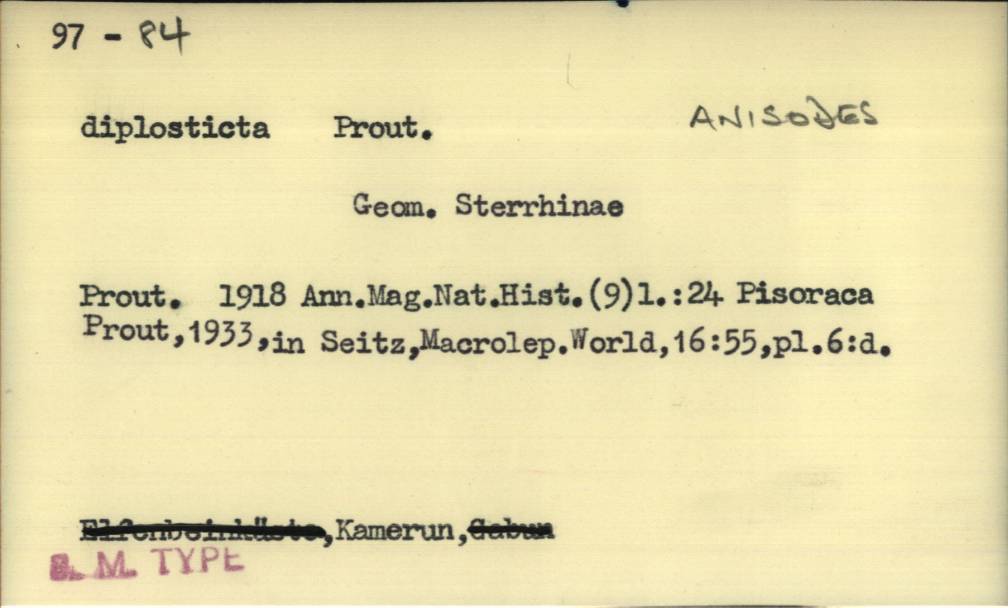 97 - 84
diplosticta Prout. ANISODES
Geom. Sterrhinae
Prout. 1918 Ann.Mag.Nat.Hist.(9)1.:24 Pisoraca
Prout,1933,in Seitz,Macrolep.World,16:55,pl.6:d.
Elfenbeinküste,Kamerun,Gabun
B. M. TYPE